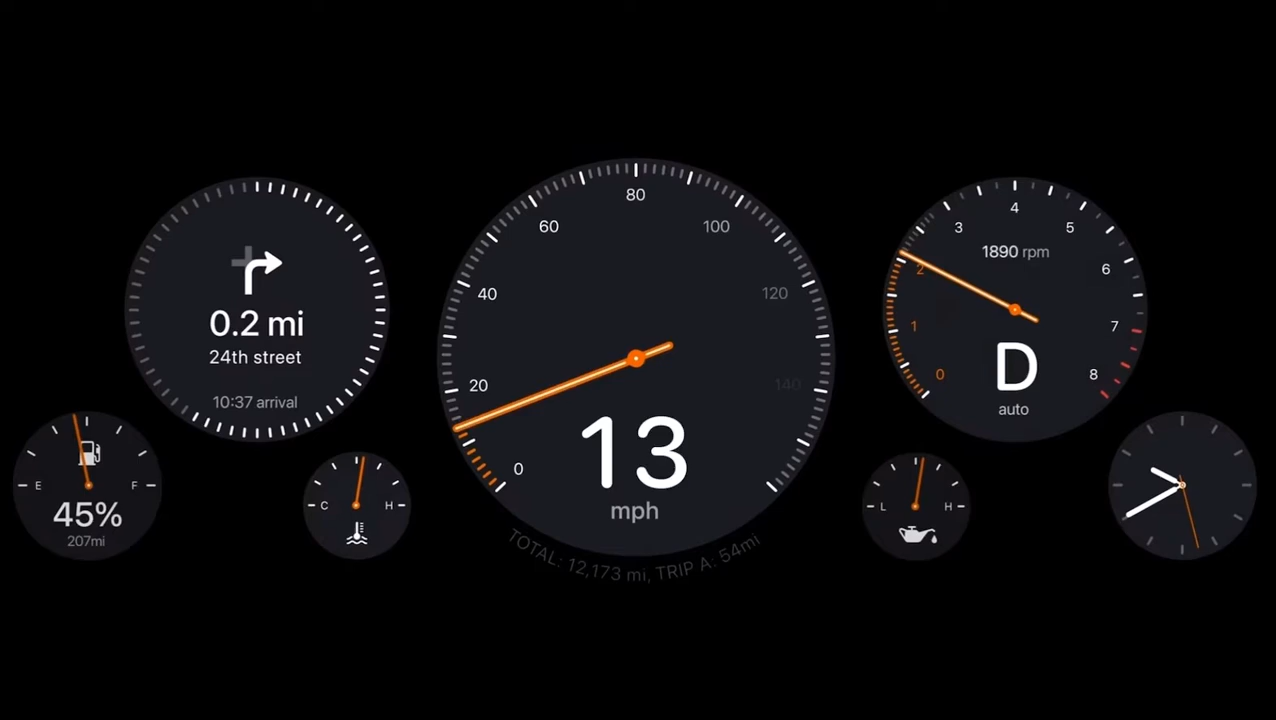 0.2 mi
24th street
10:37 arrival
E
F
45%
207mi
C
H
0
20
40
60
80
100
120
140
13
mph
TOTAL: 12,173 mi, TRIP A: 54mi
0
1
2
3
4
5
6
7
8
1890 rpm
D
auto
L
H